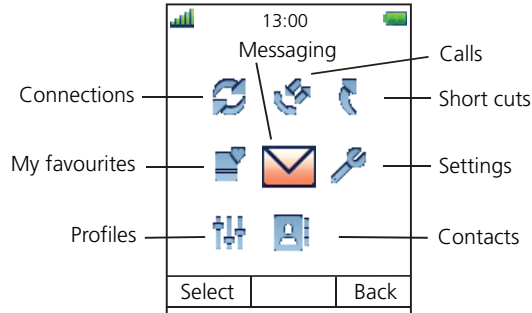 13:00
Messaging
Calls
Connections
Short cuts
My favourites
Settings
Profiles
Contacts
Select
Back